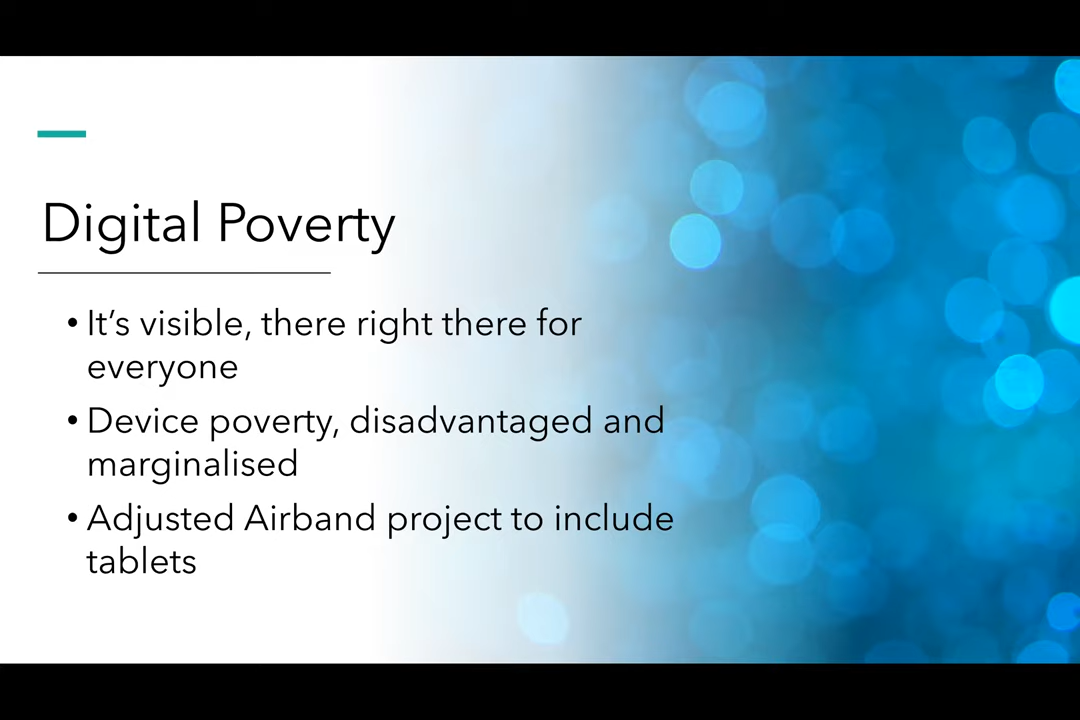 Digital Poverty
• It’s visible, there right there for
everyone
• Device poverty, disadvantaged and
marginalised
• Adjusted Airband project to include
tablets